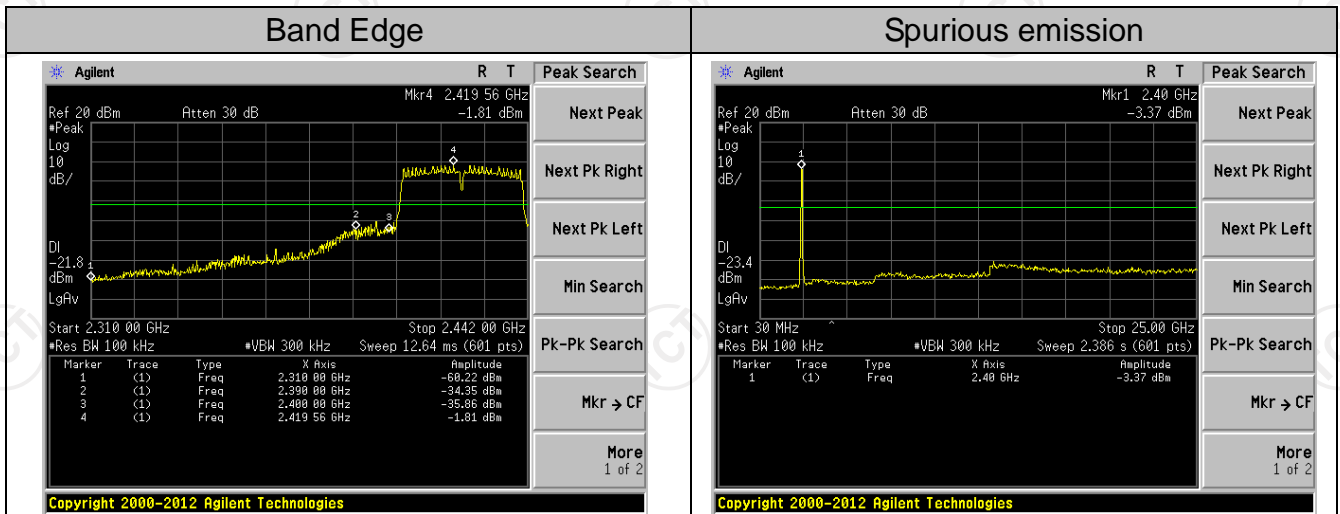 Band Edge
Spurious emission
Agilent R T
Mkr4 2.419 56 GHz
Ref 20 dBm Atten 30 dB -1.81 dBm
#Peak
Log
10
dB/
4
2
3
1
DI
-21.8
dBm
LgAv
Start 2.310 00 GHz Stop 2.442 00 GHz
#Res BW 100 kHz #VBW 300 kHz Sweep 12.64 ms (601 pts)
Marker Trace Type X Axis Amplitude
1 (1) Freq 2.310 00 GHz -60.22 dBm
2 (1) Freq 2.390 00 GHz -34.35 dBm
3 (1) Freq 2.400 00 GHz -35.86 dBm
4 (1) Freq 2.419 56 GHz -1.81 dBm
Copyright 2000-2012 Agilent Technologies
Peak Search
Next Peak
Next Pk Right
Next Pk Left
Min Search
Pk-Pk Search
Mkr → CF
More
1 of 2
Agilent R T
Mkr1 2.40 GHz
Ref 20 dBm Atten 30 dB -3.37 dBm
#Peak
Log
10
dB/
1
DI
-23.4
dBm
LgAv
Start 30 MHz ^ Stop 25.00 GHz
#Res BW 100 kHz #VBW 300 kHz Sweep 2.386 s (601 pts)
Marker Trace Type X Axis Amplitude
1 (1) Freq 2.40 GHz -3.37 dBm
Copyright 2000-2012 Agilent Technologies
Peak Search
Next Peak
Next Pk Right
Next Pk Left
Min Search
Pk-Pk Search
Mkr → CF
More
1 of 2